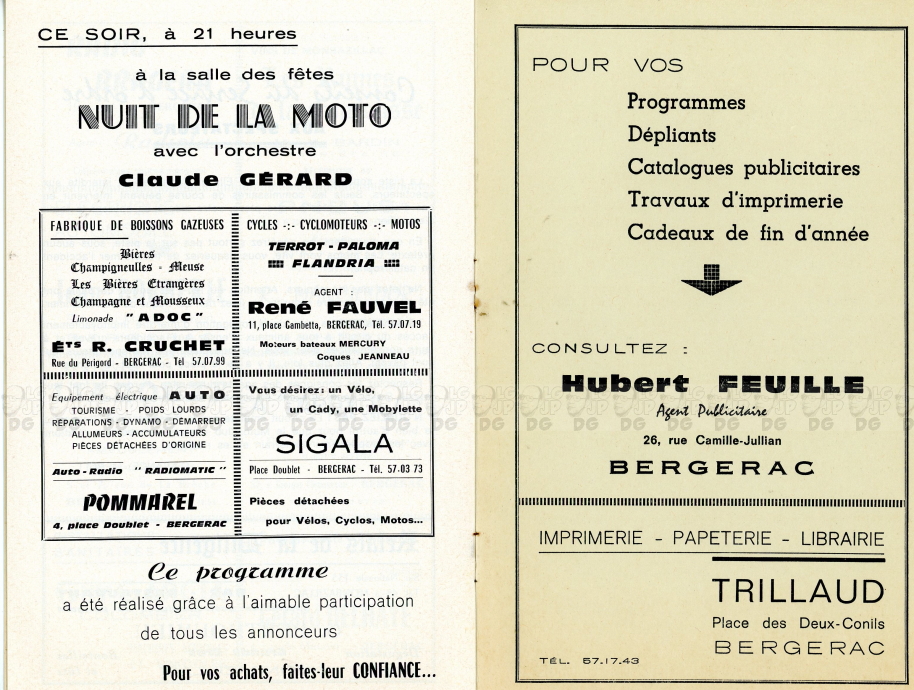 CE SOIR, à 21 heures
à la salle des fêtes
NUIT DE LA MOTO
avec l'orchestre
Claude GÉRARD
FABRIQUE DE BOISSONS GAZEUSES
Bières
Champigneulles - Meuse
Les Bières Etrangères
Champagne et Mousseux
Limonade " ADOC "
ÉTS R. CRUCHET
Rue du Périgord - BERGERAC - Tél 57.07.99
CYCLES -:- CYCLOMOTEURS -:- MOTOS
TERROT - PALOMA
FLANDRIA
AGENT :
René FAUVEL
11, place Gambetta, BERGERAC, Tél. 57.07.19
Moteurs bateaux MERCURY
Coques JEANNEAU
Equipement électrique AUTO
TOURISME - POIDS LOURDS
RÉPARATIONS - DYNAMO - DÉMARREUR
ALLUMEURS - ACCUMULATEURS
PIÈCES DÉTACHÉES D'ORIGINE
Auto-Radio " RADIOMATIC "
POMMAREL
4, place Doublet - BERGERAC
Vous désirez : un Vélo,
un Cady, une Mobylette
SIGALA
Place Doublet - BERGERAC - Tél. 57-03 73
Pièces détachées
pour Vélos, Cyclos, Motos...
Ce programme
a été réalisé grâce à l'aimable participation
de tous les annonceurs
Pour vos achats, faites-leur CONFIANCE...
POUR VOS
Programmes
Dépliants
Catalogues publicitaires
Travaux d'imprimerie
Cadeaux de fin d'année
CONSULTEZ :
Hubert FEUILLE
Agent Publicitaire
26, rue Camille-Jullian
BERGERAC
IMPRIMERIE - PAPETERIE - LIBRAIRIE
TRILLAUD
Place des Deux-Conils
BERGERAC
TÉL. 57.17.43